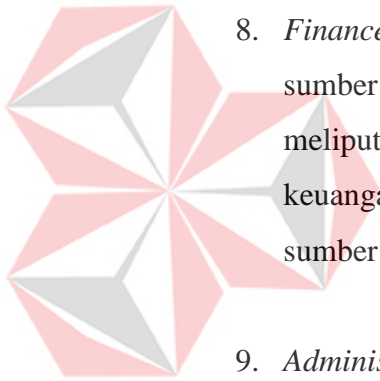 8. Finance
sumber
meliput
keuanga
sumber
9. Adminis